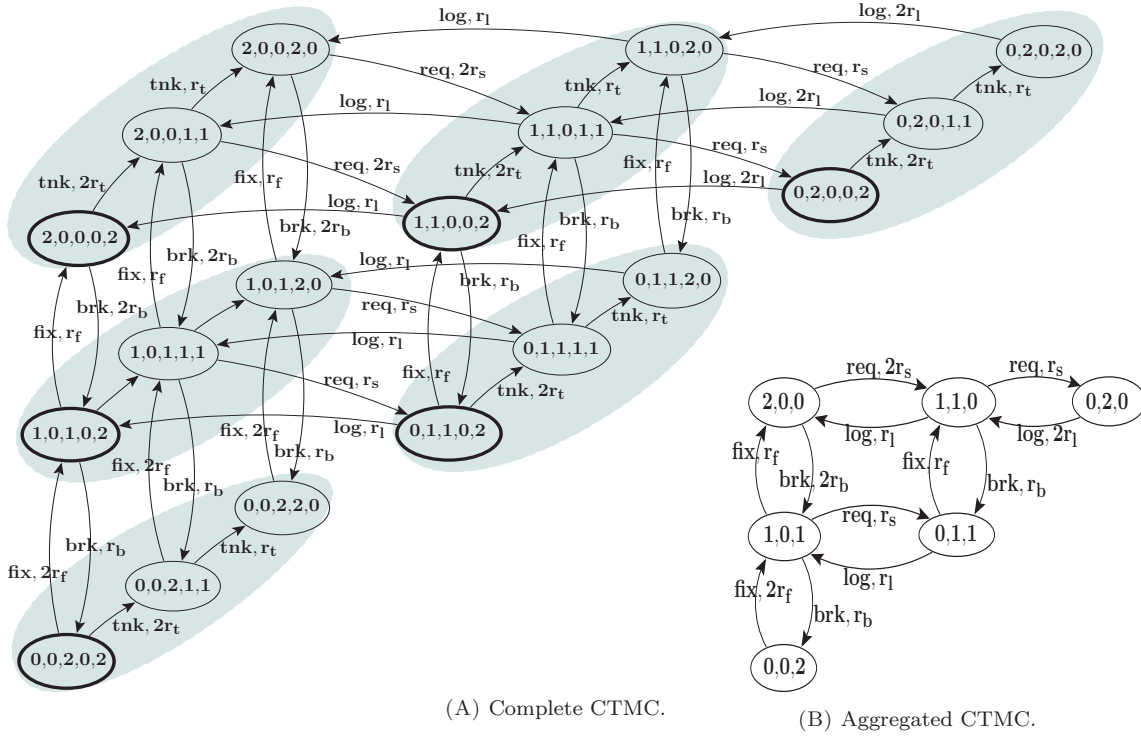 log, r_l
log, 2r_l
2,0,0,2,0
1,1,0,2,0
0,2,0,2,0
req, 2r_s
req, r_s
tnk, r_t
tnk, r_t
tnk, r_t
log, r_l
log, 2r_l
2,0,0,1,1
1,1,0,1,1
0,2,0,1,1
req, 2r_s
req, r_s
fix, r_f
fix, r_f
tnk, 2r_t
tnk, 2r_t
tnk, 2r_t
log, r_l
log, 2r_l
2,0,0,0,2
1,1,0,0,2
0,2,0,0,2
brk, 2r_b
brk, r_b
brk, r_b
fix, r_f
fix, r_f
brk, 2r_b
log, r_l
brk, r_b
1,0,1,2,0
0,1,1,2,0
brk, 2r_b
req, r_s
tnk, r_t
fix, r_f
log, r_l
1,0,1,1,1
0,1,1,1,1
req, r_s
fix, r_f
tnk, 2r_t
1,0,1,0,2
log, r_l
0,1,1,0,2
fix, 2r_f
fix, 2r_f
brk, r_b
brk, r_b
0,0,2,2,0
brk, r_b
tnk, r_t
fix, 2r_f
0,0,2,1,1
tnk, 2r_t
0,0,2,0,2
(A) Complete CTMC.
req, 2r_s
req, r_s
2,0,0
1,1,0
0,2,0
log, r_l
log, 2r_l
fix, r_f
fix, r_f
brk, 2r_b
brk, r_b
req, r_s
1,0,1
0,1,1
log, r_l
fix, 2r_f
brk, r_b
0,0,2
(B) Aggregated CTMC.